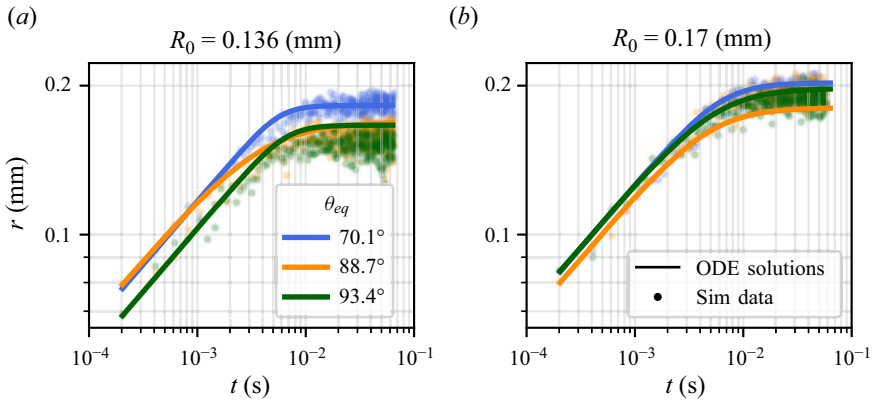 (a)
R₀ = 0.136 (mm)
0.2
r (mm)
0.1
θeq
70.1°
88.7°
93.4°
10⁻⁴
10⁻³
10⁻²
10⁻¹
t (s)
(b)
R₀ = 0.17 (mm)
0.2
0.1
ODE solutions
Sim data
10⁻⁴
10⁻³
10⁻²
10⁻¹
t (s)